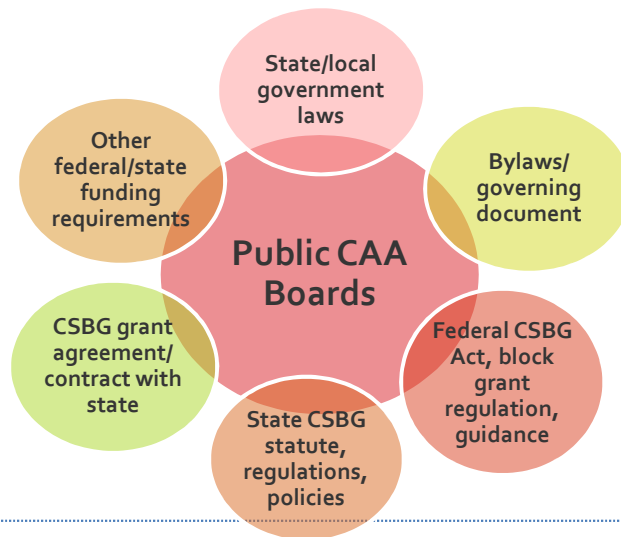 State/local
government
laws
Bylaws/
governing
document
Federal CSBG
Act, block
grant
regulation,
guidance
State CSBG
statute,
regulations,
policies
CSBG grant
agreement/
contract with
state
Other
federal/state
funding
requirements
Public CAA
Boards